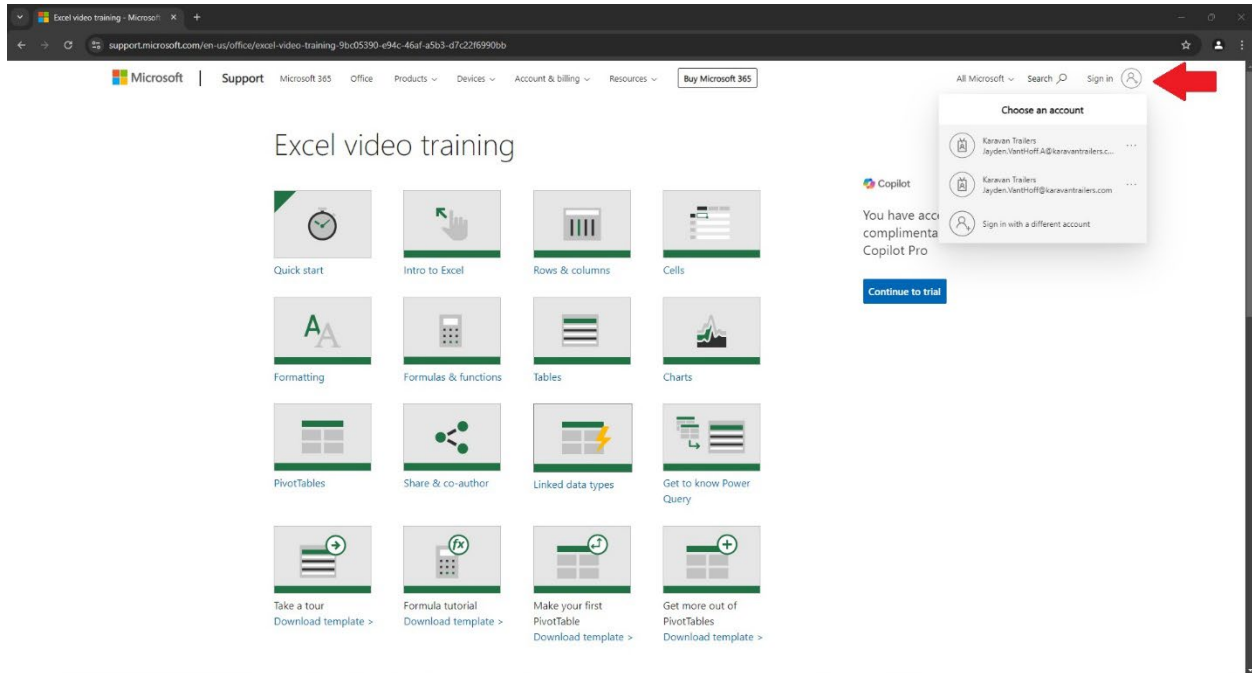 Excel video training - Microsoft
support.microsoft.com/en-us/office/excel-video-training-9bc05390-e94c-46af-a5b3-d7c22f6990bb
Microsoft | Support Microsoft 365 Office Products Devices Account & billing Resources Buy Microsoft 365 All Microsoft Search Sign in
Choose an account
Karavan Trailers
Jayden.VantHoff.A@karavantrailers.c...
Karavan Trailers
Jayden.VantHoff@karavantrailers.com
Sign in with a different account
Excel video training
Copilot
You have acce
complimenta
Copilot Pro
Continue to trial
Quick start Intro to Excel Rows & columns Cells
AA
Formatting Formulas & functions Tables Charts
PivotTables Share & co-author Linked data types Get to know Power
Query
fx
Take a tour Formula tutorial Make your first Get more out of
Download template > Download template > PivotTable PivotTables
Download template > Download template >